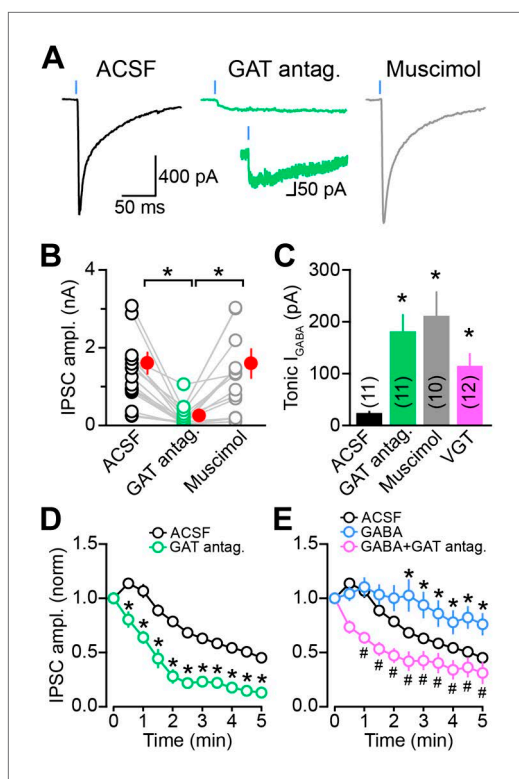 A
ACSF
GAT antag.
Muscimol
400 pA
50 ms
50 pA
B
IPSC ampl. (nA)
4
2
0
*
*
ACSF
GAT antag.
Muscimol
C
Tonic I GABA (pA)
300
200
100
0
*
*
*
(11)
(11)
(10)
(12)
ACSF
GAT antag.
Muscimol
VGT
D
ACSF
GAT antag.
IPSC ampl. (norm)
1.5
1.0
0.5
0.0
* * * * * * * * * *
0 1 2 3 4 5
Time (min)
E
ACSF
GABA
GABA+GAT antag.
1.5
1.0
0.5
0.0
* * * * * *
# # # # # # # # #
0 1 2 3 4 5
Time (min)